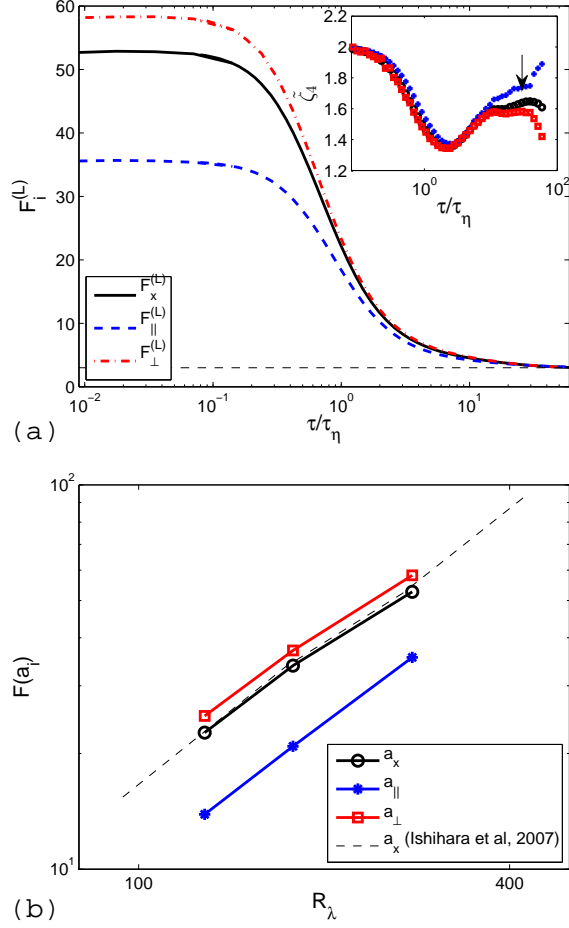 (a)
F_i^(L)
60
50
40
30
20
10
0
10^−2
10^−1
10^0
10^1
τ/τ_η
F_x^(L)
F_||^(L)
F_⊥^(L)
ζ̃_4
2.2
2
1.8
1.6
1.4
1.2
10^0
10^2
τ/τ_η
(b)
F(a_i)
10^2
10^1
100
400
R_λ
a_x
a_||
a_⊥
a_x (Ishihara et al, 2007)